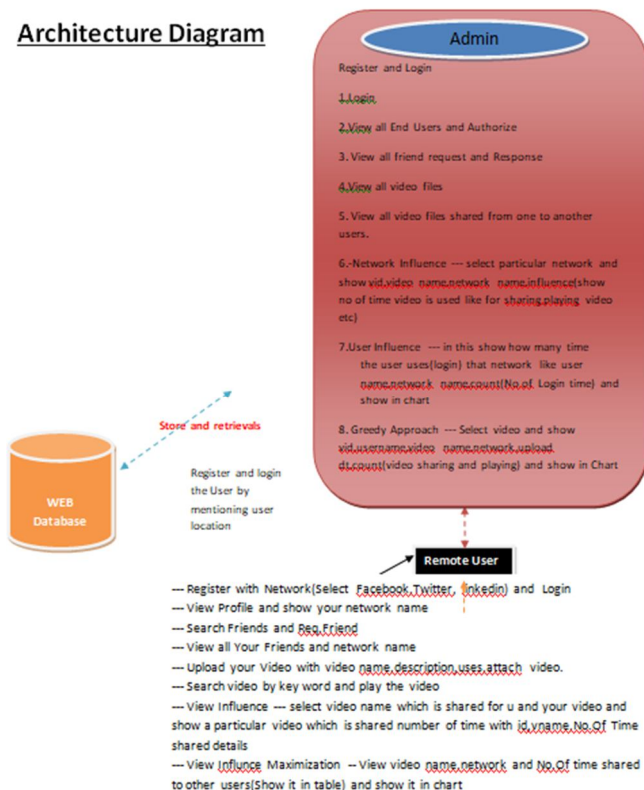 Architecture Diagram
Admin
Register and Login
1.Login
2.View all End Users and Authorize
3. View all friend request and Response
4.View all video files
5. View all video files shared from one to another
users.
6.-Network Influence --- select particular network and
show vid,video name,network name,influence(show
no of time video is used like for sharing,playing video
etc)
7.User Influence --- in this show how many time
the user uses(login) that network like user
name,network name,count(No.of Login time) and
show in chart
8. Greedy Approach --- Select video and show
vid,username,video name,network,upload
dt,count(video sharing and playing) and show in Chart
Store and retrievals
WEB
Database
Register and login
the User by
mentioning user
location
Remote User
--- Register with Network(Select Facebook,Twitter, linkedin) and Login
--- View Profile and show your network name
--- Search Friends and Req,Friend
--- View all Your Friends and network name
--- Upload your Video with video name,description,uses,attach video.
--- Search video by key word and play the video
--- View Influence --- select video name which is shared for u and your video and
show a particular video which is shared number of time with id,vname,No.Of Time
shared details
--- View Influnce Maximization -- View video name,network and No.Of time shared
to other users(Show it in table) and show it in chart